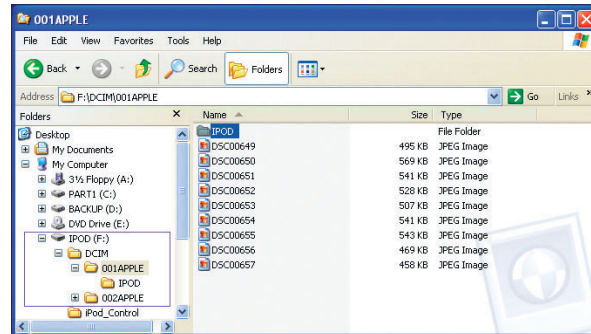 001APPLE
File Edit View Favorites Tools Help
Back Search Folders
Address F:\DCIM\001APPLE Go Links »
Folders × Name Size Type
Desktop
My Documents
My Computer
3½ Floppy (A:)
PART1 (C:)
BACKUP (D:)
DVD Drive (E:)
IPOD (F:)
DCIM
001APPLE
IPOD
002APPLE
iPod_Control
IPOD File Folder
DSC00649 495 KB JPEG Image
DSC00650 569 KB JPEG Image
DSC00651 541 KB JPEG Image
DSC00652 528 KB JPEG Image
DSC00653 507 KB JPEG Image
DSC00654 541 KB JPEG Image
DSC00655 543 KB JPEG Image
DSC00656 469 KB JPEG Image
DSC00657 458 KB JPEG Image